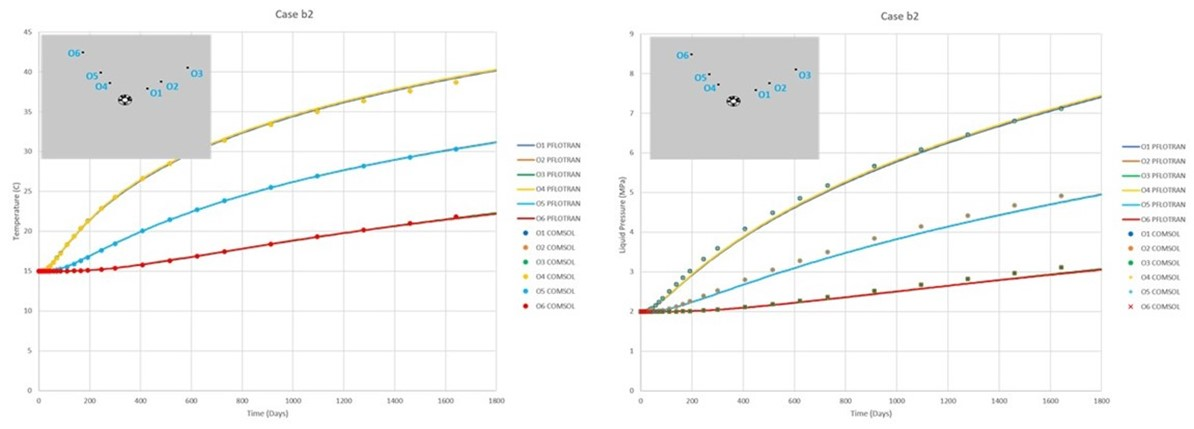 Case b2
45
40
35
30
25
20
15
10
5
0
Temperature (C)
0 200 400 600 800 1000 1200 1400 1600 1800
Time (Days)
O6
O5
O4
O3
O2
O1
O1 PFLOTRAN
O2 PFLOTRAN
O3 PFLOTRAN
O4 PFLOTRAN
O5 PFLOTRAN
O6 PFLOTRAN
O1 COMSOL
O2 COMSOL
O3 COMSOL
O4 COMSOL
O5 COMSOL
O6 COMSOL
Case b2
9
8
7
6
5
4
3
2
1
0
Liquid Pressure (MPa)
0 200 400 600 800 1000 1200 1400 1600 1800
Time (Days)
O6
O5
O4
O3
O2
O1
O1 PFLOTRAN
O2 PFLOTRAN
O3 PFLOTRAN
O4 PFLOTRAN
O5 PFLOTRAN
O6 PFLOTRAN
O1 COMSOL
O2 COMSOL
O3 COMSOL
O4 COMSOL
O5 COMSOL
O6 COMSOL